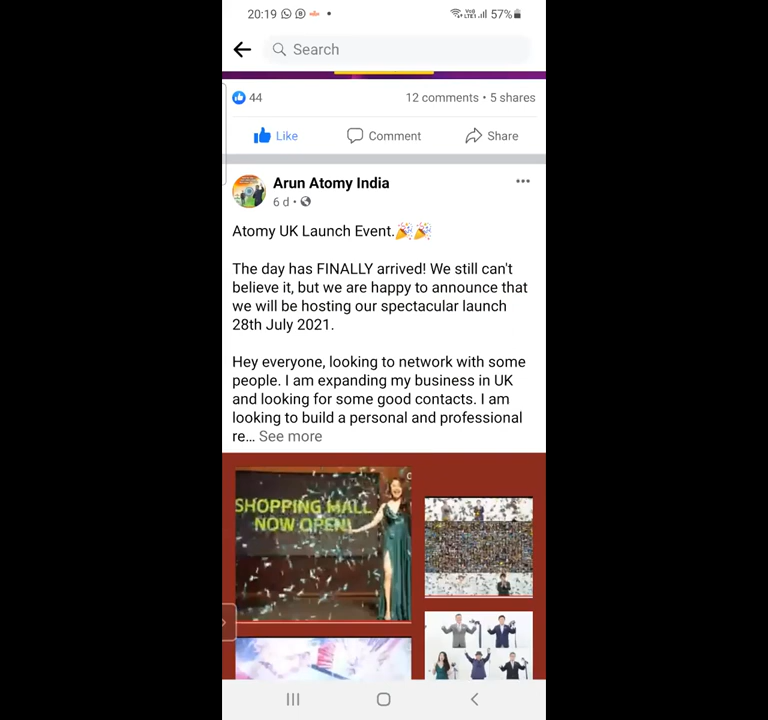 20:19
57%
Search
44
12 comments • 5 shares
Like
Comment
Share
Arun Atomy India
6 d •
Atomy UK Launch Event.🎉🎉
The day has FINALLY arrived! We still can't
believe it, but we are happy to announce that
we will be hosting our spectacular launch
28th July 2021.
Hey everyone, looking to network with some
people. I am expanding my business in UK
and looking for some good contacts. I am
looking to build a personal and professional
re... See more
SHOPPING MALL
NOW OPEN!